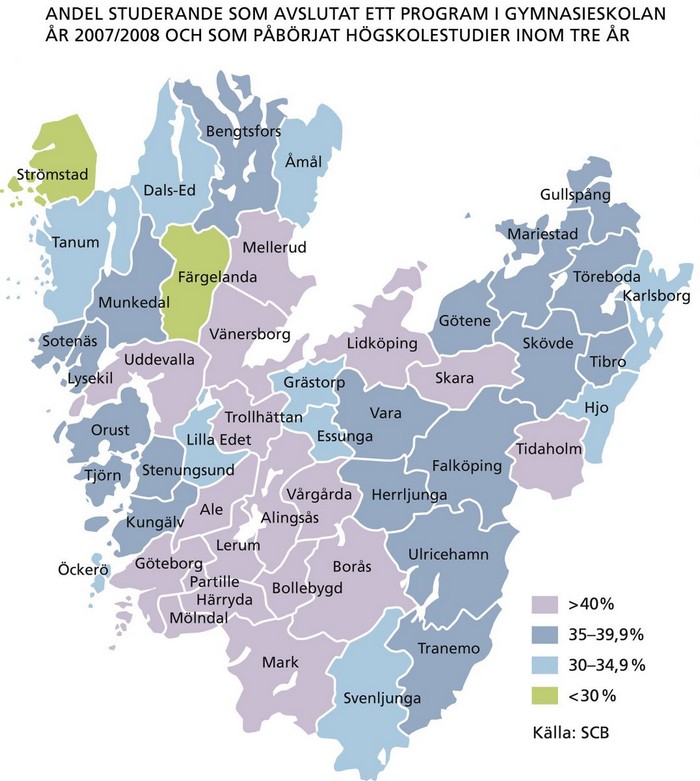 ANDEL STUDERANDE SOM AVSLUTAT ETT PROGRAM I GYMNASIESKOLAN
ÅR 2007/2008 OCH SOM PÅBÖRJAT HÖGSKOLESTUDIER INOM TRE ÅR
Bengtsfors
Åmål
Strömstad
Dals-Ed
Gullspång
Mariestad
Tanum
Mellerud
Färgelanda
Töreboda
Karlsborg
Munkedal
Götene
Vänersborg
Sotenäs
Lidköping
Skövde
Uddevalla
Tibro
Lysekil
Grästorp
Skara
Hjo
Trollhättan
Vara
Orust
Lilla Edet
Essunga
Tidaholm
Falköping
Stenungsund
Tjörn
Vårgårda
Herrljunga
Ale
Alingsås
Kungälv
Lerum
Ulricehamn
Göteborg
Öckerö
Borås
Partille
Bollebygd
Härryda
Mölndal
Tranemo
Mark
Svenljunga
>40%
35–39,9%
30–34,9%
<30%
Källa: SCB